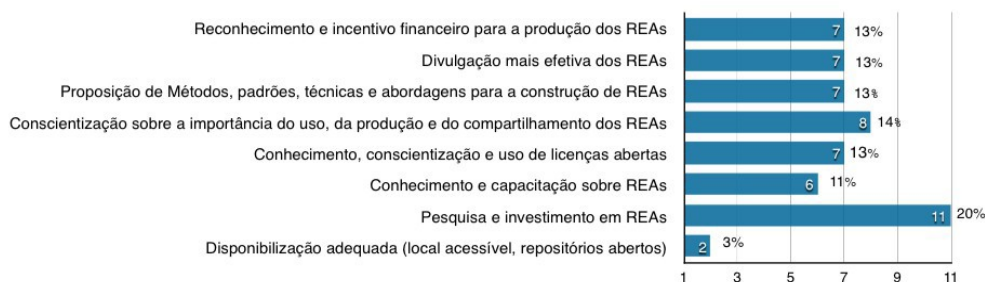 Reconhecimento e incentivo financeiro para a produção dos REAs 7 13%
Divulgação mais efetiva dos REAs 7 13%
Proposição de Métodos, padrões, técnicas e abordagens para a construção de REAs 7 13%
Conscientização sobre a importância do uso, da produção e do compartilhamento dos REAs 8 14%
Conhecimento, conscientização e uso de licenças abertas 7 13%
Conhecimento e capacitação sobre REAs 6 11%
Pesquisa e investimento em REAs 11 20%
Disponibilização adequada (local acessível, repositórios abertos) 2 3%
1 3 5 7 9 11